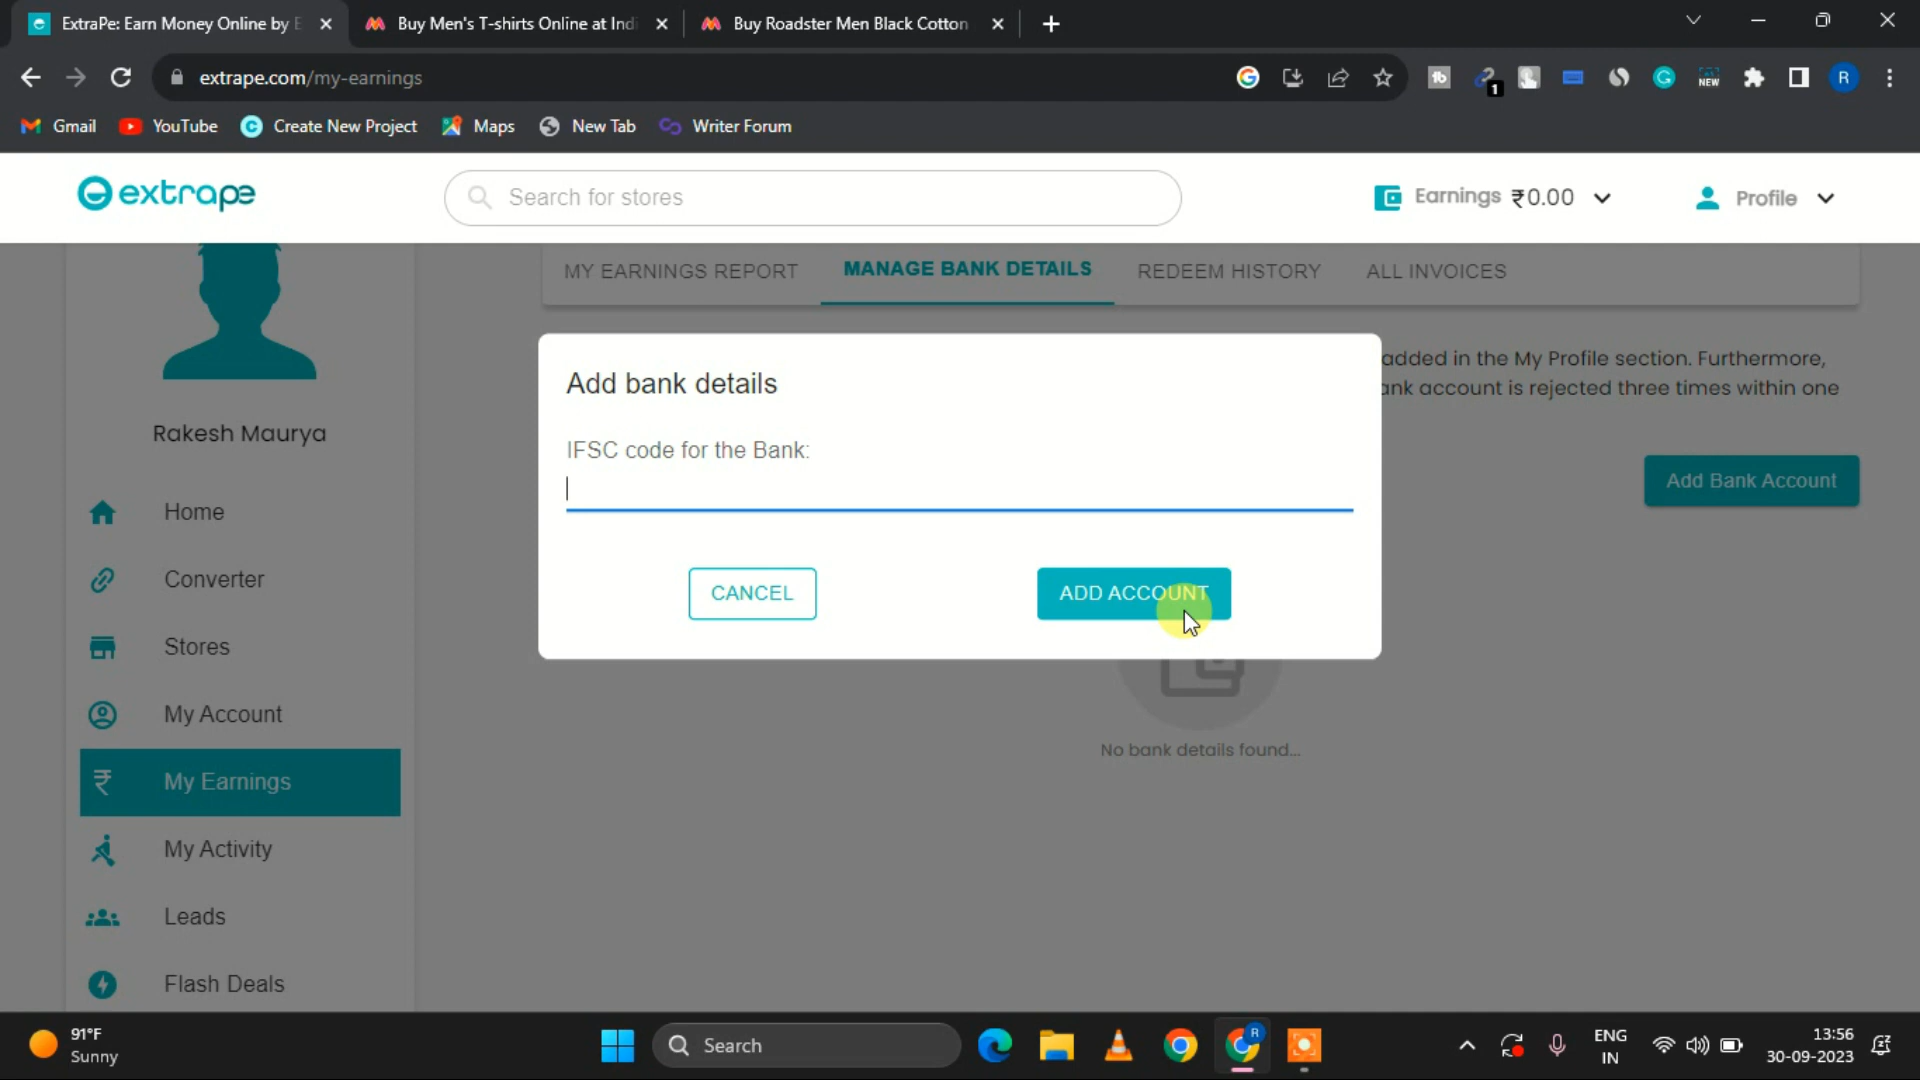 ExtraPe: Earn Money Online by E
Buy Men's T-shirts Online at Indi
Buy Roadster Men Black Cotton
extrape.com/my-earnings
1
NEW
R
Gmail
YouTube
Create New Project
Maps
New Tab
Writer Forum
extrape
Search for stores
Earnings ₹0.00
Profile
MY EARNINGS REPORT
MANAGE BANK DETAILS
REDEEM HISTORY
ALL INVOICES
added in the My Profile section. Furthermore,
ank account is rejected three times within one
Add Bank Account
Add bank details
IFSC code for the Bank:
CANCEL
ADD ACCOUNT
No bank details found...
Rakesh Maurya
Home
Converter
Stores
My Account
My Earnings
My Activity
Leads
Flash Deals
91°F
Sunny
Search
R
ENG
IN
13:56
30-09-2023